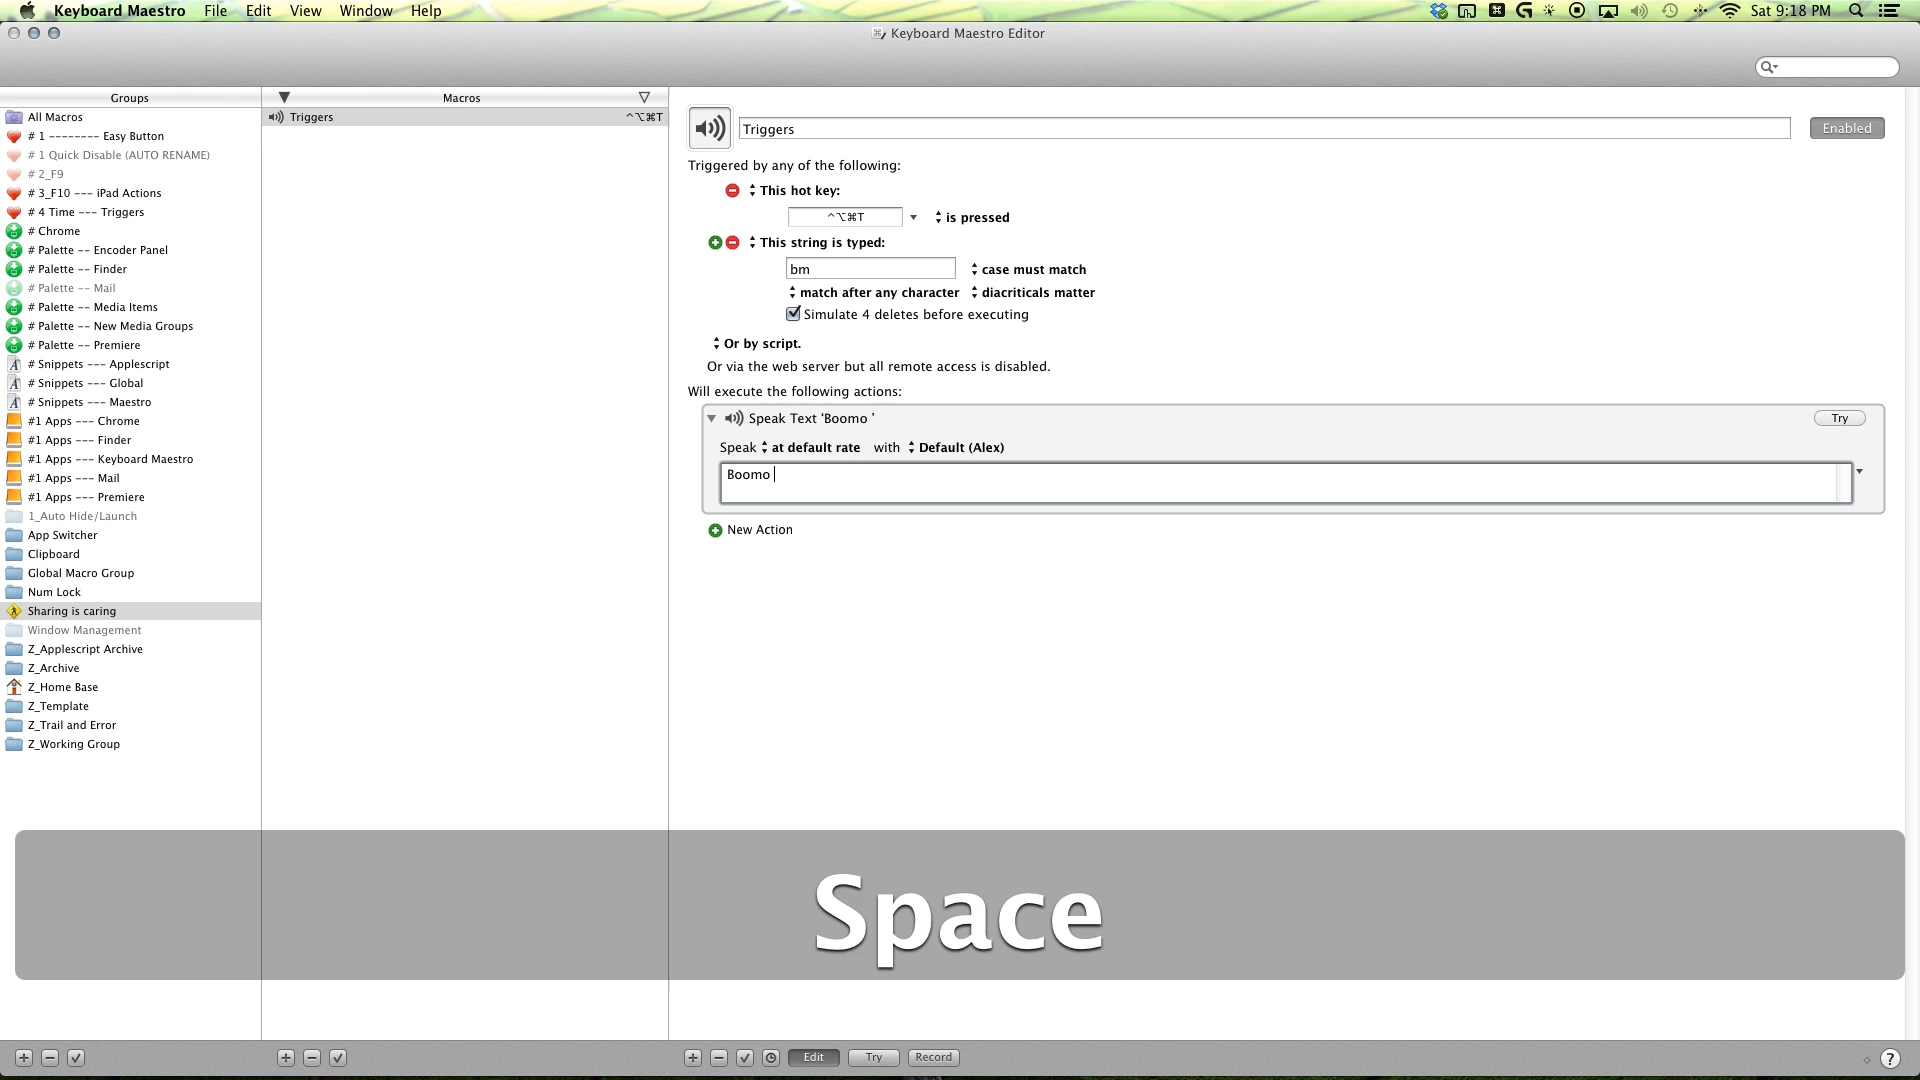 Keyboard Maestro File Edit View Window Help
Sat 9:18 PM
Keyboard Maestro Editor
Groups
All Macros
# 1 -------- Easy Button
# 1 Quick Disable (AUTO RENAME)
# 2_F9
# 3_F10 --- iPad Actions
# 4 Time --- Triggers
# Chrome
# Palette -- Encoder Panel
# Palette -- Finder
# Palette -- Mail
# Palette -- Media Items
# Palette -- New Media Groups
# Palette -- Premiere
# Snippets --- Applescript
# Snippets --- Global
# Snippets --- Maestro
#1 Apps --- Chrome
#1 Apps --- Finder
#1 Apps --- Keyboard Maestro
#1 Apps --- Mail
#1 Apps --- Premiere
1_Auto Hide/Launch
App Switcher
Clipboard
Global Macro Group
Num Lock
Sharing is caring
Window Management
Z_Applescript Archive
Z_Archive
Z_Home Base
Z_Template
Z_Trail and Error
Z_Working Group
Macros
Triggers ^⌥⌘T
Triggers
Enabled
Triggered by any of the following:
This hot key:
^⌥⌘T is pressed
This string is typed:
bm case must match
match after any character diacriticals matter
Simulate 4 deletes before executing
Or by script.
Or via the web server but all remote access is disabled.
Will execute the following actions:
Speak Text 'Boomo ' Try
Speak at default rate with Default (Alex)
Boomo
New Action
Space
Edit Try Record ?